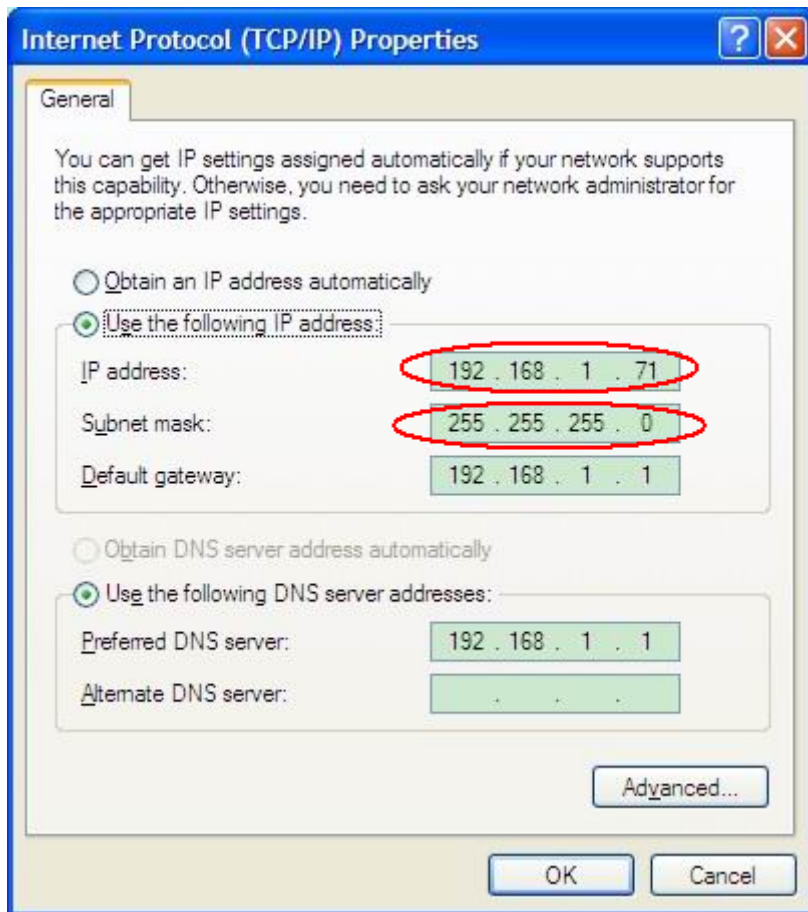 Internet Protocol (TCP/IP) Properties
General
You can get IP settings assigned automatically if your network supports
this capability. Otherwise, you need to ask your network administrator for
the appropriate IP settings.
Obtain an IP address automatically
Use the following IP address:
IP address: 192 . 168 . 1 . 71
Subnet mask: 255 . 255 . 255 . 0
Default gateway: 192 . 168 . 1 . 1
Obtain DNS server address automatically
Use the following DNS server addresses:
Preferred DNS server: 192 . 168 . 1 . 1
Alternate DNS server: . . .
Advanced...
OK Cancel